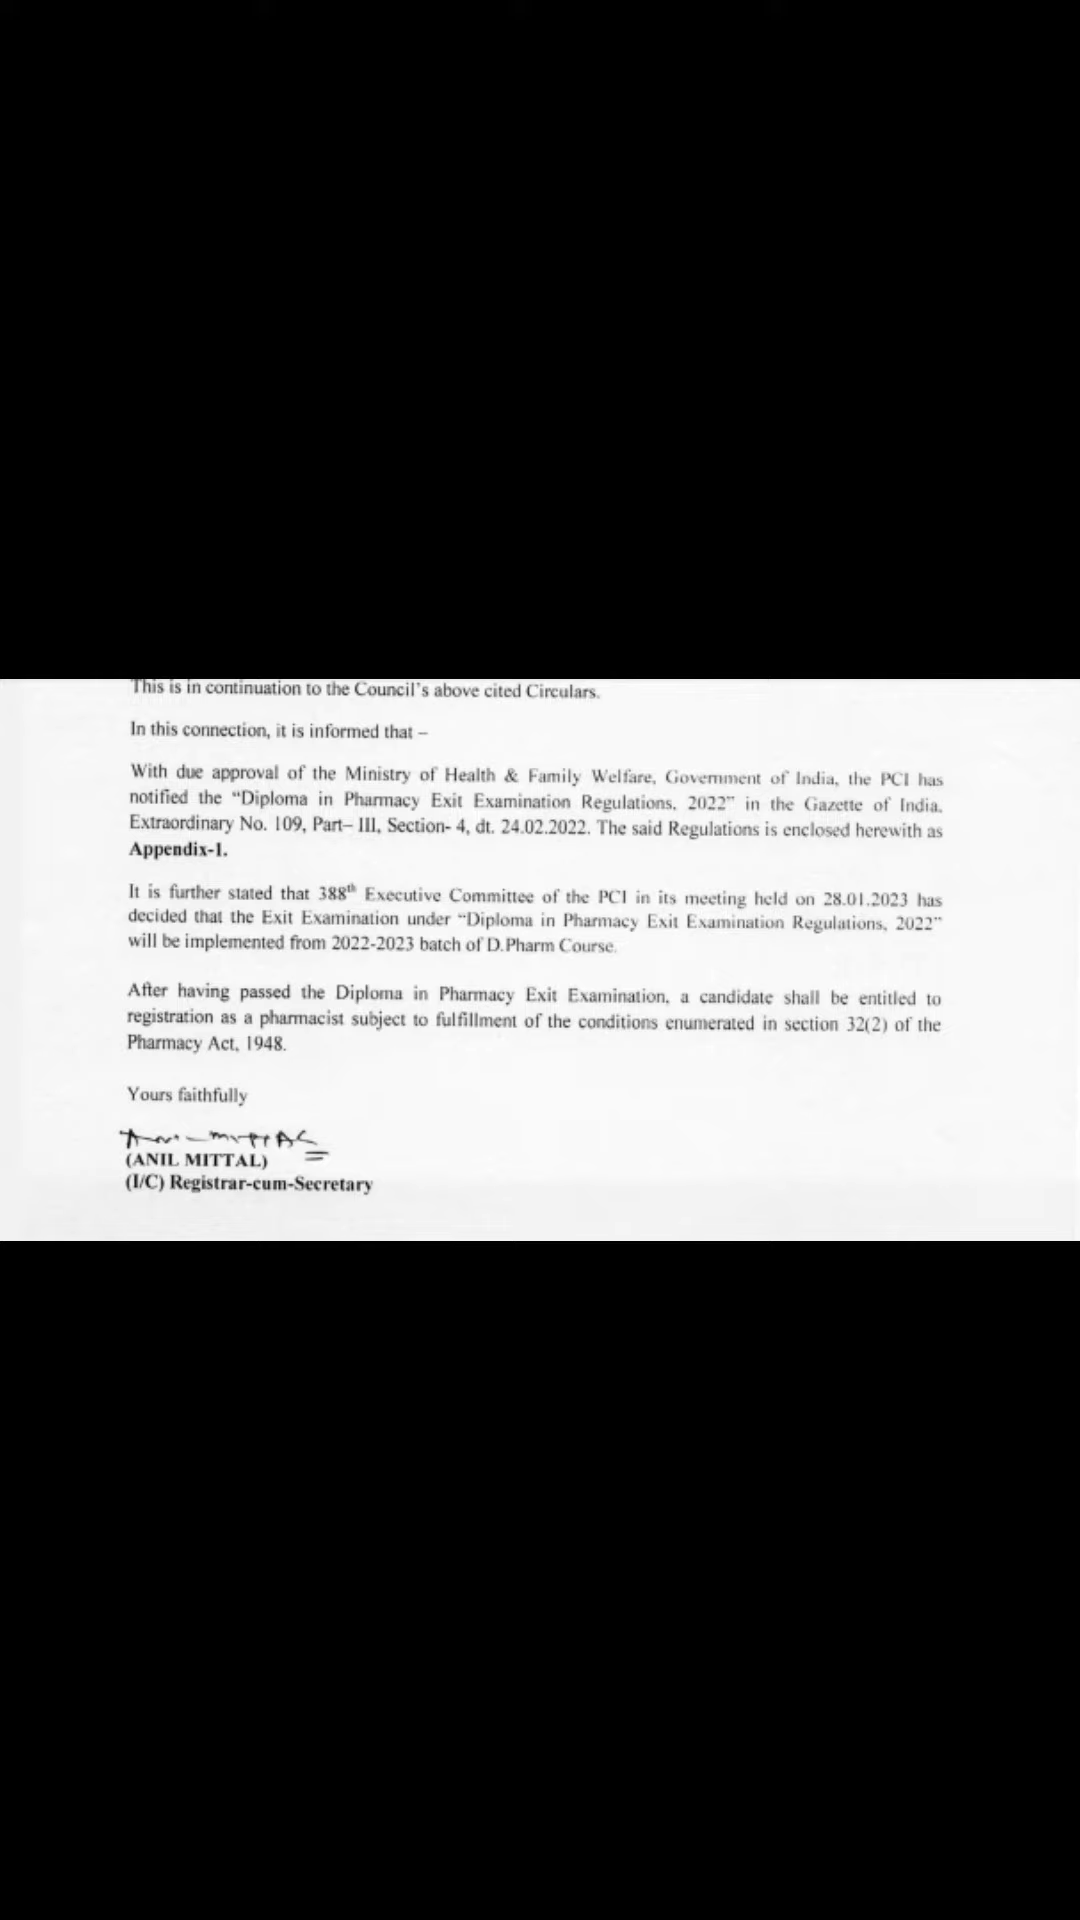 This is in continuation to the Council's above cited Circulars.
In this connection, it is informed that –
With due approval of the Ministry of Health & Family Welfare, Government of India, the PCI has
notified the "Diploma in Pharmacy Exit Examination Regulations, 2022" in the Gazette of India,
Extraordinary No. 109, Part– III, Section- 4, dt. 24.02.2022. The said Regulations is enclosed herewith as
Appendix-1.
It is further stated that 388th Executive Committee of the PCI in its meeting held on 28.01.2023 has
decided that the Exit Examination under "Diploma in Pharmacy Exit Examination Regulations, 2022"
will be implemented from 2022-2023 batch of D.Pharm Course.
After having passed the Diploma in Pharmacy Exit Examination, a candidate shall be entitled to
registration as a pharmacist subject to fulfillment of the conditions enumerated in section 32(2) of the
Pharmacy Act, 1948.
Yours faithfully
(ANIL MITTAL)
(I/C) Registrar-cum-Secretary